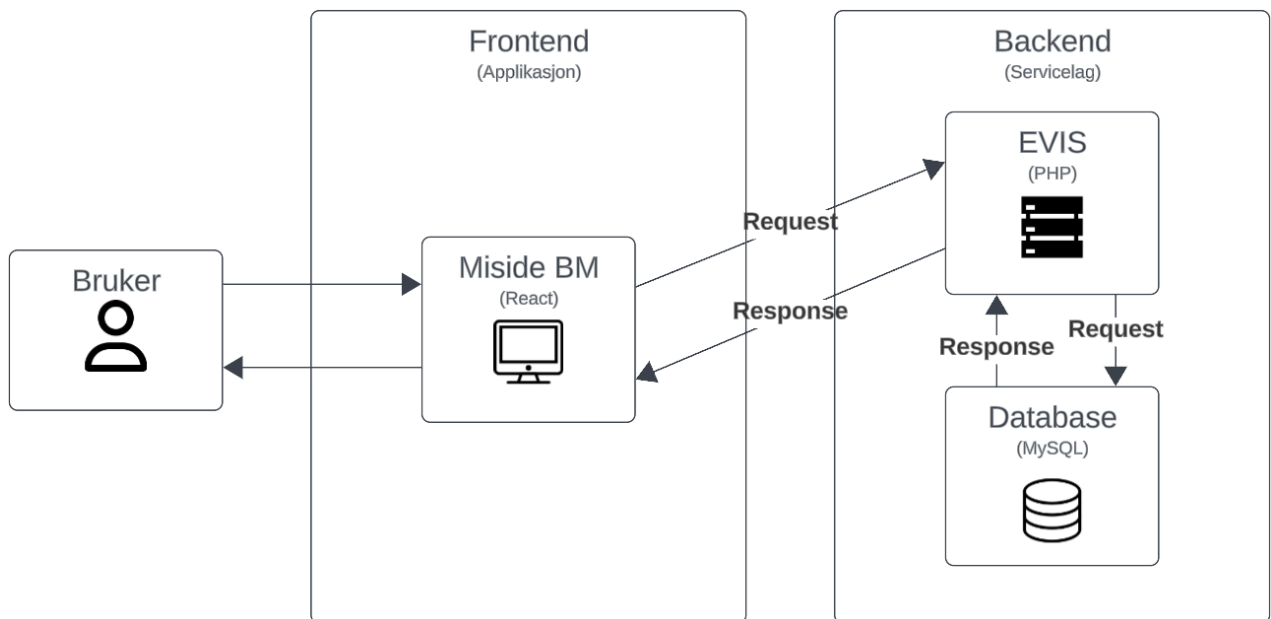 Frontend
(Applikasjon)
Backend
(Servicelag)
EVIS
(PHP)
Request
Miside BM
(React)
Bruker
Response
Request
Response
Database
(MySQL)